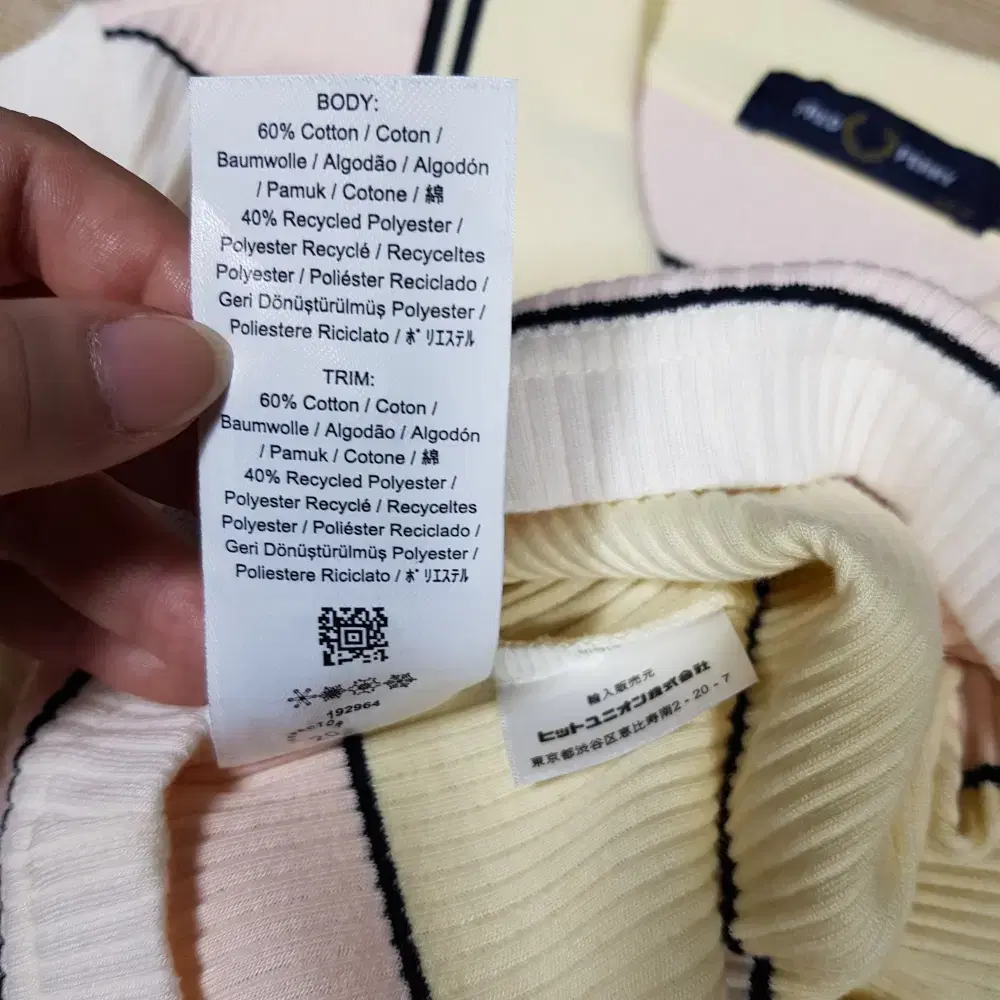 BODY:
60% Cotton / Coton /
Baumwolle / Algodão / Algodón
/ Pamuk / Cotone / 綿
40% Recycled Polyester /
Polyester Recyclé / Recyceltes
Polyester / Poliéster Reciclado /
Geri Dönüştürülmüş Polyester /
Poliestere Riciclato / ポリエステル
TRIM:
60% Cotton / Coton /
Baumwolle / Algodão / Algodón
/ Pamuk / Cotone / 綿
40% Recycled Polyester /
Polyester Recyclé / Recyceltes
Polyester / Poliéster Reciclado /
Geri Dönüştürülmüş Polyester /
Poliestere Riciclato / ポリエステル
192964
輸入販売元
ヒットユニオン株式会社
東京都渋谷区恵比寿南2-20-7
FRED PERRY